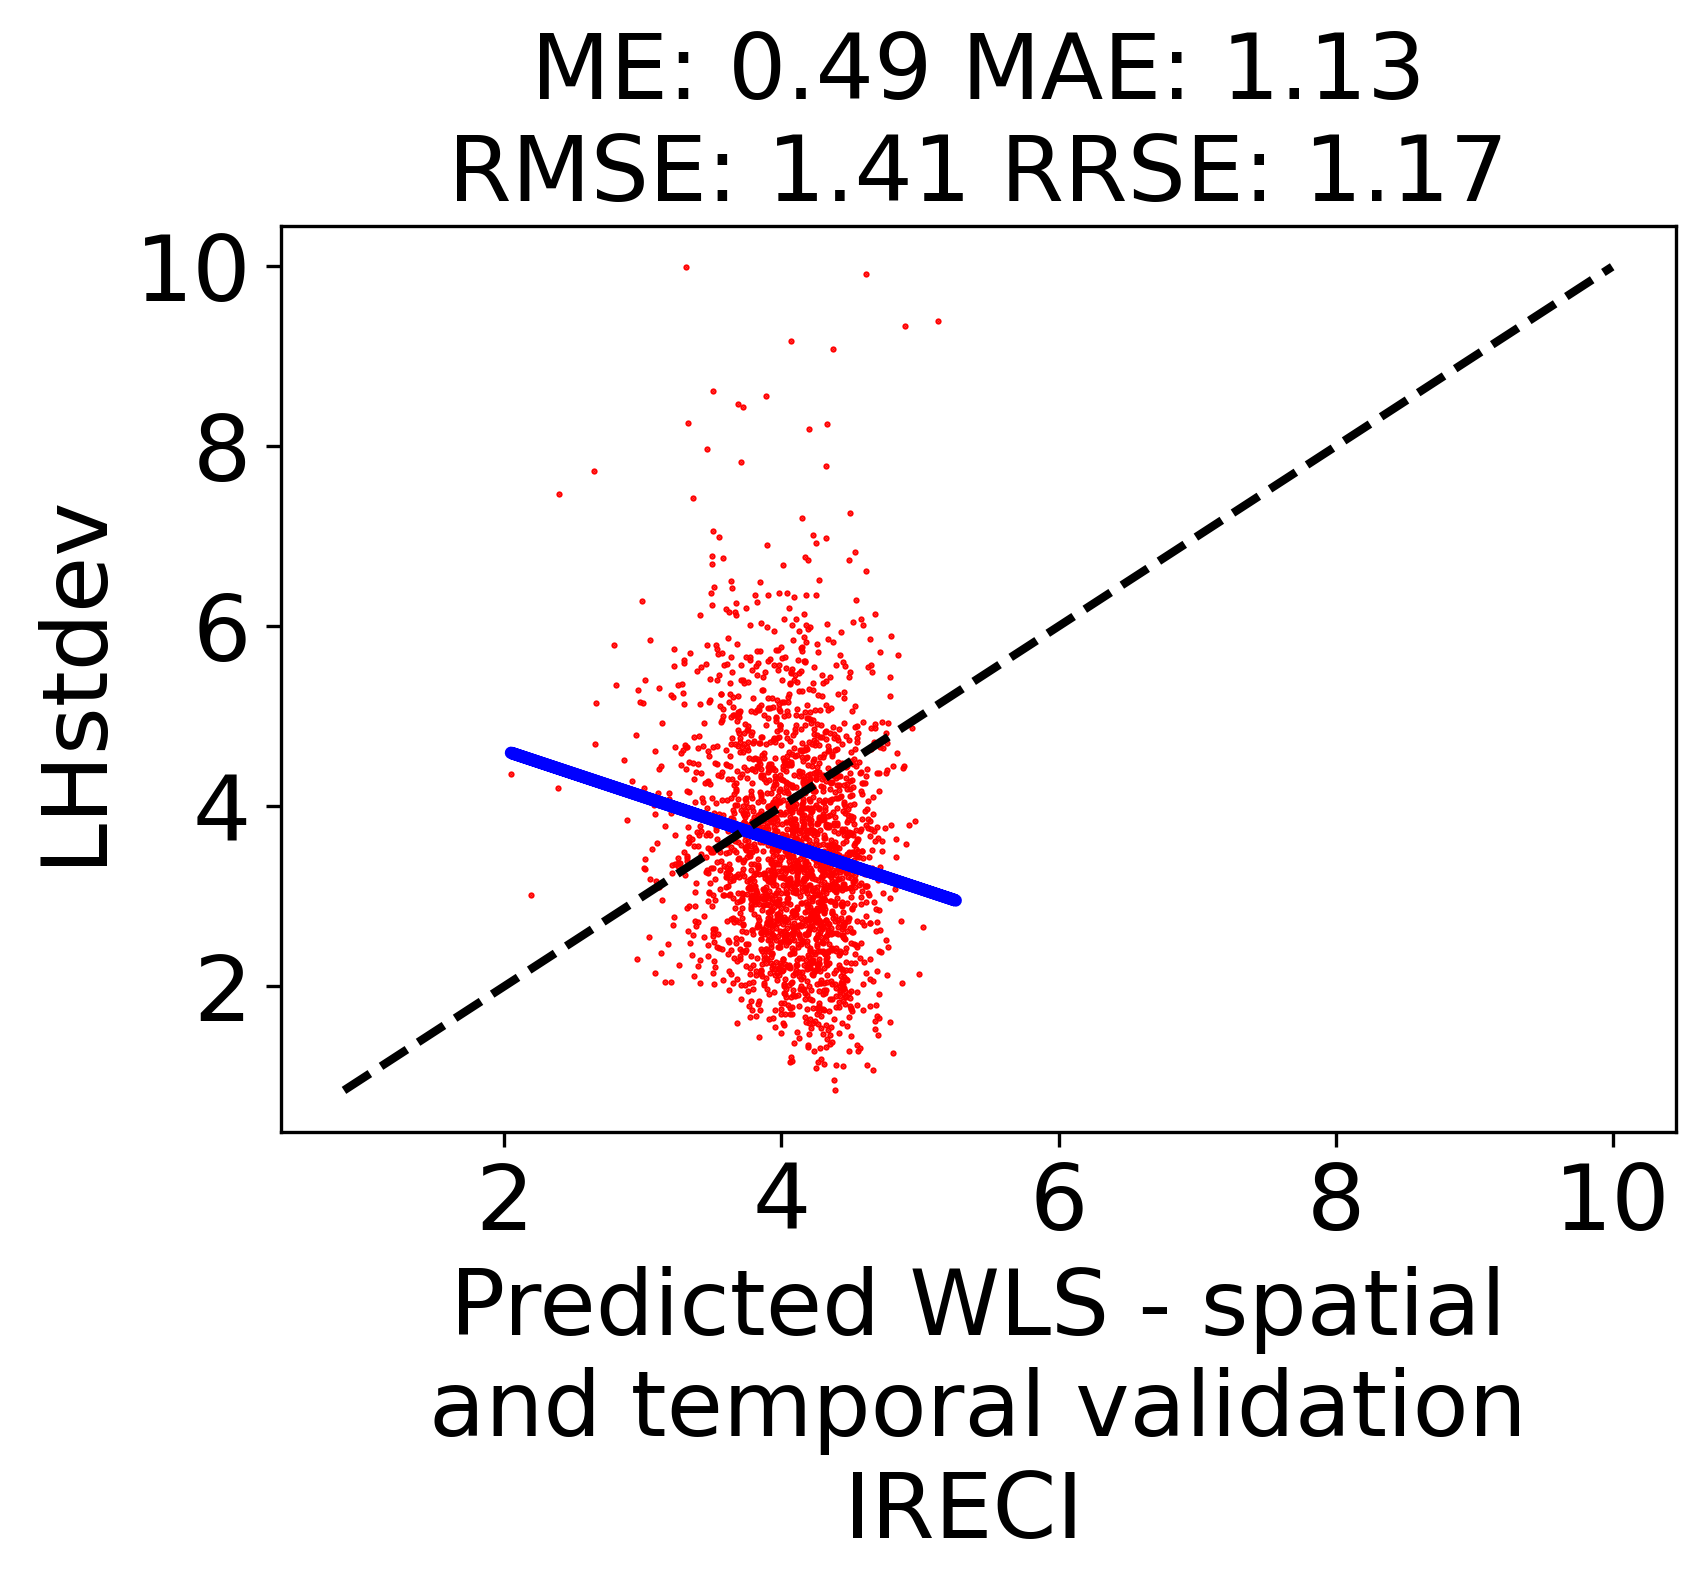 ME: 0.49 MAE: 1.13
RMSE: 1.41 RRSE: 1.17
10
8
6
4
2
LHstdev
2 4 6 8 10
Predicted WLS - spatial
and temporal validation
IRECI